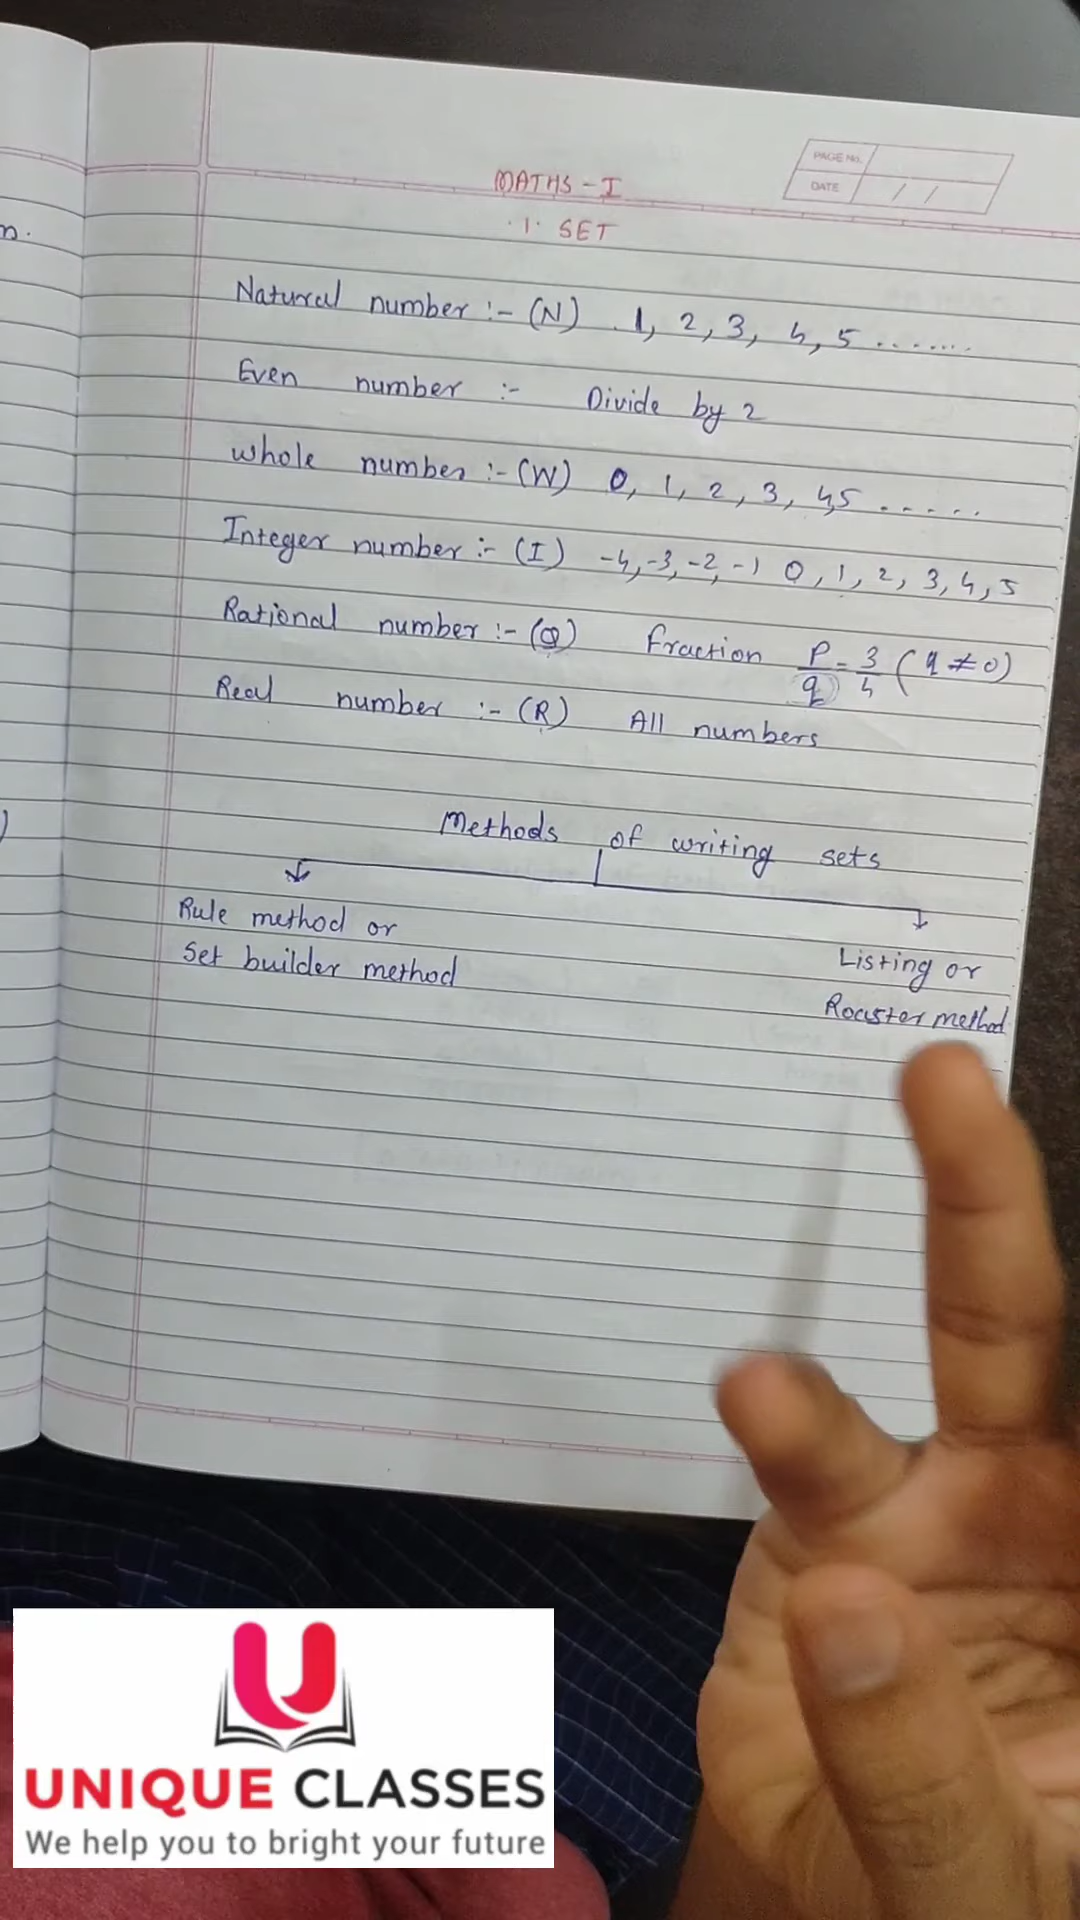 PAGE No.
DATE / /
MATHS - I
1. SET
n.
Natural number :- (N) 1, 2, 3, 4, 5 .......
Even number :- Divide by 2
Whole number :- (W) 0, 1, 2, 3, 4,5 .....
Integer number :- (I) -4,-3,-2,-1 0, 1, 2, 3, 4, 5
Rational number :- (Q) fraction p/q = 3/4 (q ≠ 0)
Real number :- (R) All numbers
Methods of writing sets
)
Rule method or
Set builder method
Listing or
Rouster method
UNIQUE CLASSES
We help you to bright your future